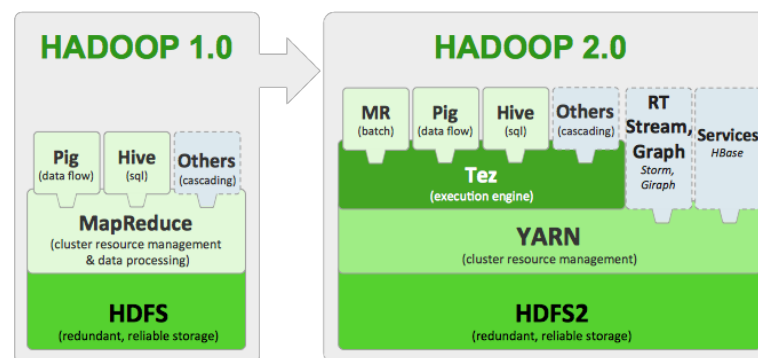 HADOOP 1.0
Pig
(data flow)
Hive
(sql)
Others
(cascading)
MapReduce
(cluster resource management
& data processing)
HDFS
(redundant, reliable storage)
HADOOP 2.0
MR
(batch)
Pig
(data flow)
Hive
(sql)
Others
(cascading)
RT
Stream,
Graph
Storm,
Giraph
Services
HBase
Tez
(execution engine)
YARN
(cluster resource management)
HDFS2
(redundant, reliable storage)